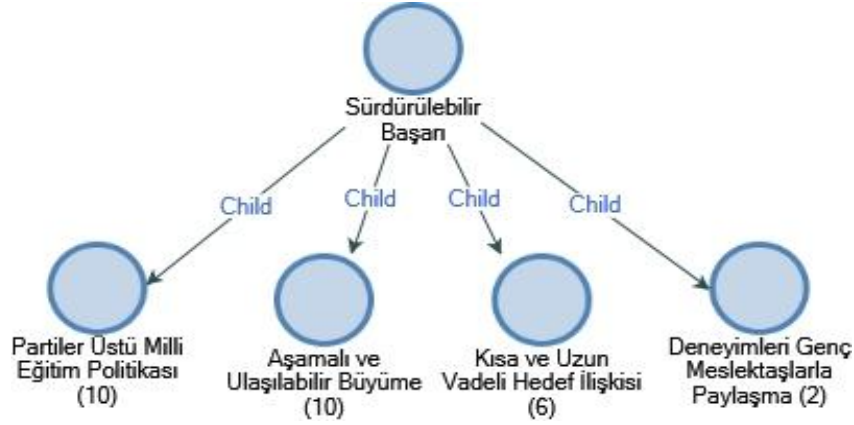 Sürdürülebilir
Başarı
Child
Child
Child
Child
Partiler Üstü Milli
Eğitim Politikası
(10)
Aşamalı ve
Ulaşılabilir Büyüme
(10)
Kısa ve Uzun
Vadeli Hedef İlişkisi
(6)
Deneyimleri Genç
Meslektaşlarla
Paylaşma (2)